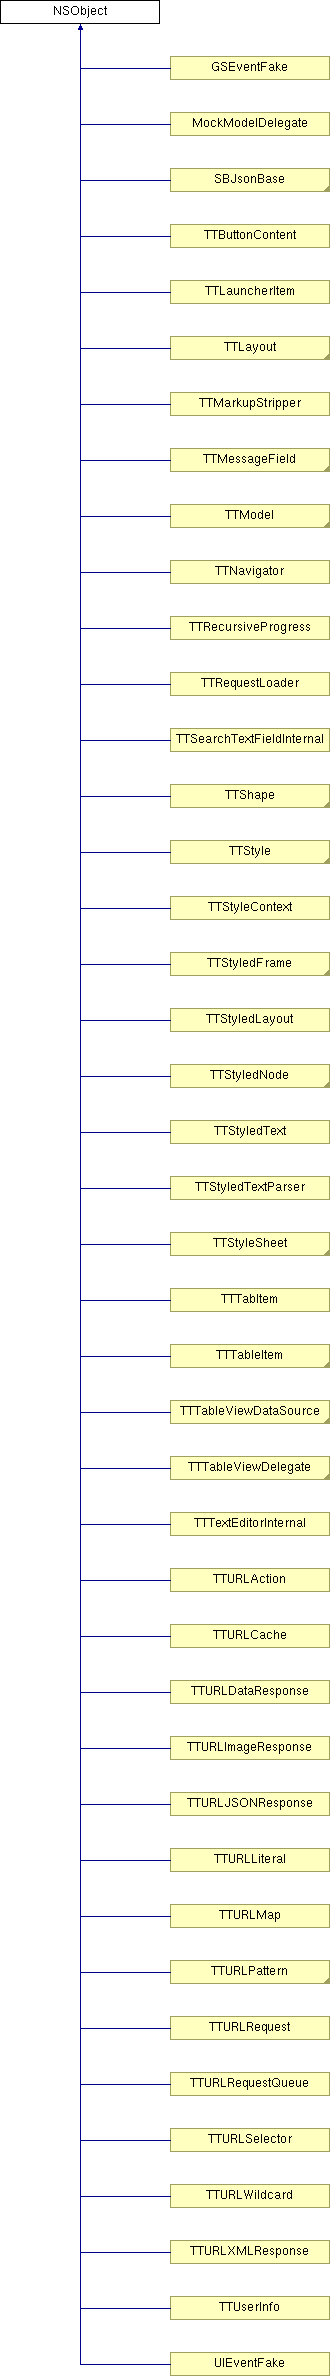 NSObject
GSEventFake
MockModelDelegate
SBJsonBase
TTButtonContent
TTLauncherItem
TTLayout
TTMarkupStripper
TTMessageField
TTModel
TTNavigator
TTRecursiveProgress
TTRequestLoader
TTSearchTextFieldInternal
TTShape
TTStyle
TTStyleContext
TTStyledFrame
TTStyledLayout
TTStyledNode
TTStyledText
TTStyledTextParser
TTStyleSheet
TTTabItem
TTTableItem
TTTableViewDataSource
TTTableViewDelegate
TTTextEditorInternal
TTURLAction
TTURLCache
TTURLDataResponse
TTURLImageResponse
TTURLJSONResponse
TTURLLiteral
TTURLMap
TTURLPattern
TTURLRequest
TTURLRequestQueue
TTURLSelector
TTURLWildcard
TTURLXMLResponse
TTUserInfo
UIEventFake